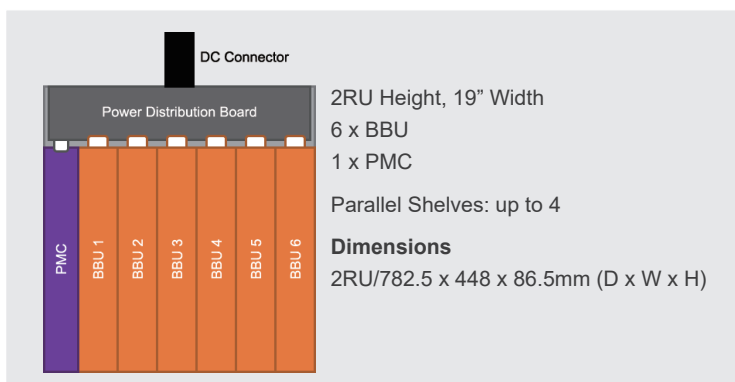 DC Connector
Power Distribution Board
PMC
BBU 1
BBU 2
BBU 3
BBU 4
BBU 5
BBU 6
2RU Height, 19” Width
6 x BBU
1 x PMC
Parallel Shelves: up to 4
Dimensions
2RU/782.5 x 448 x 86.5mm (D x W x H)